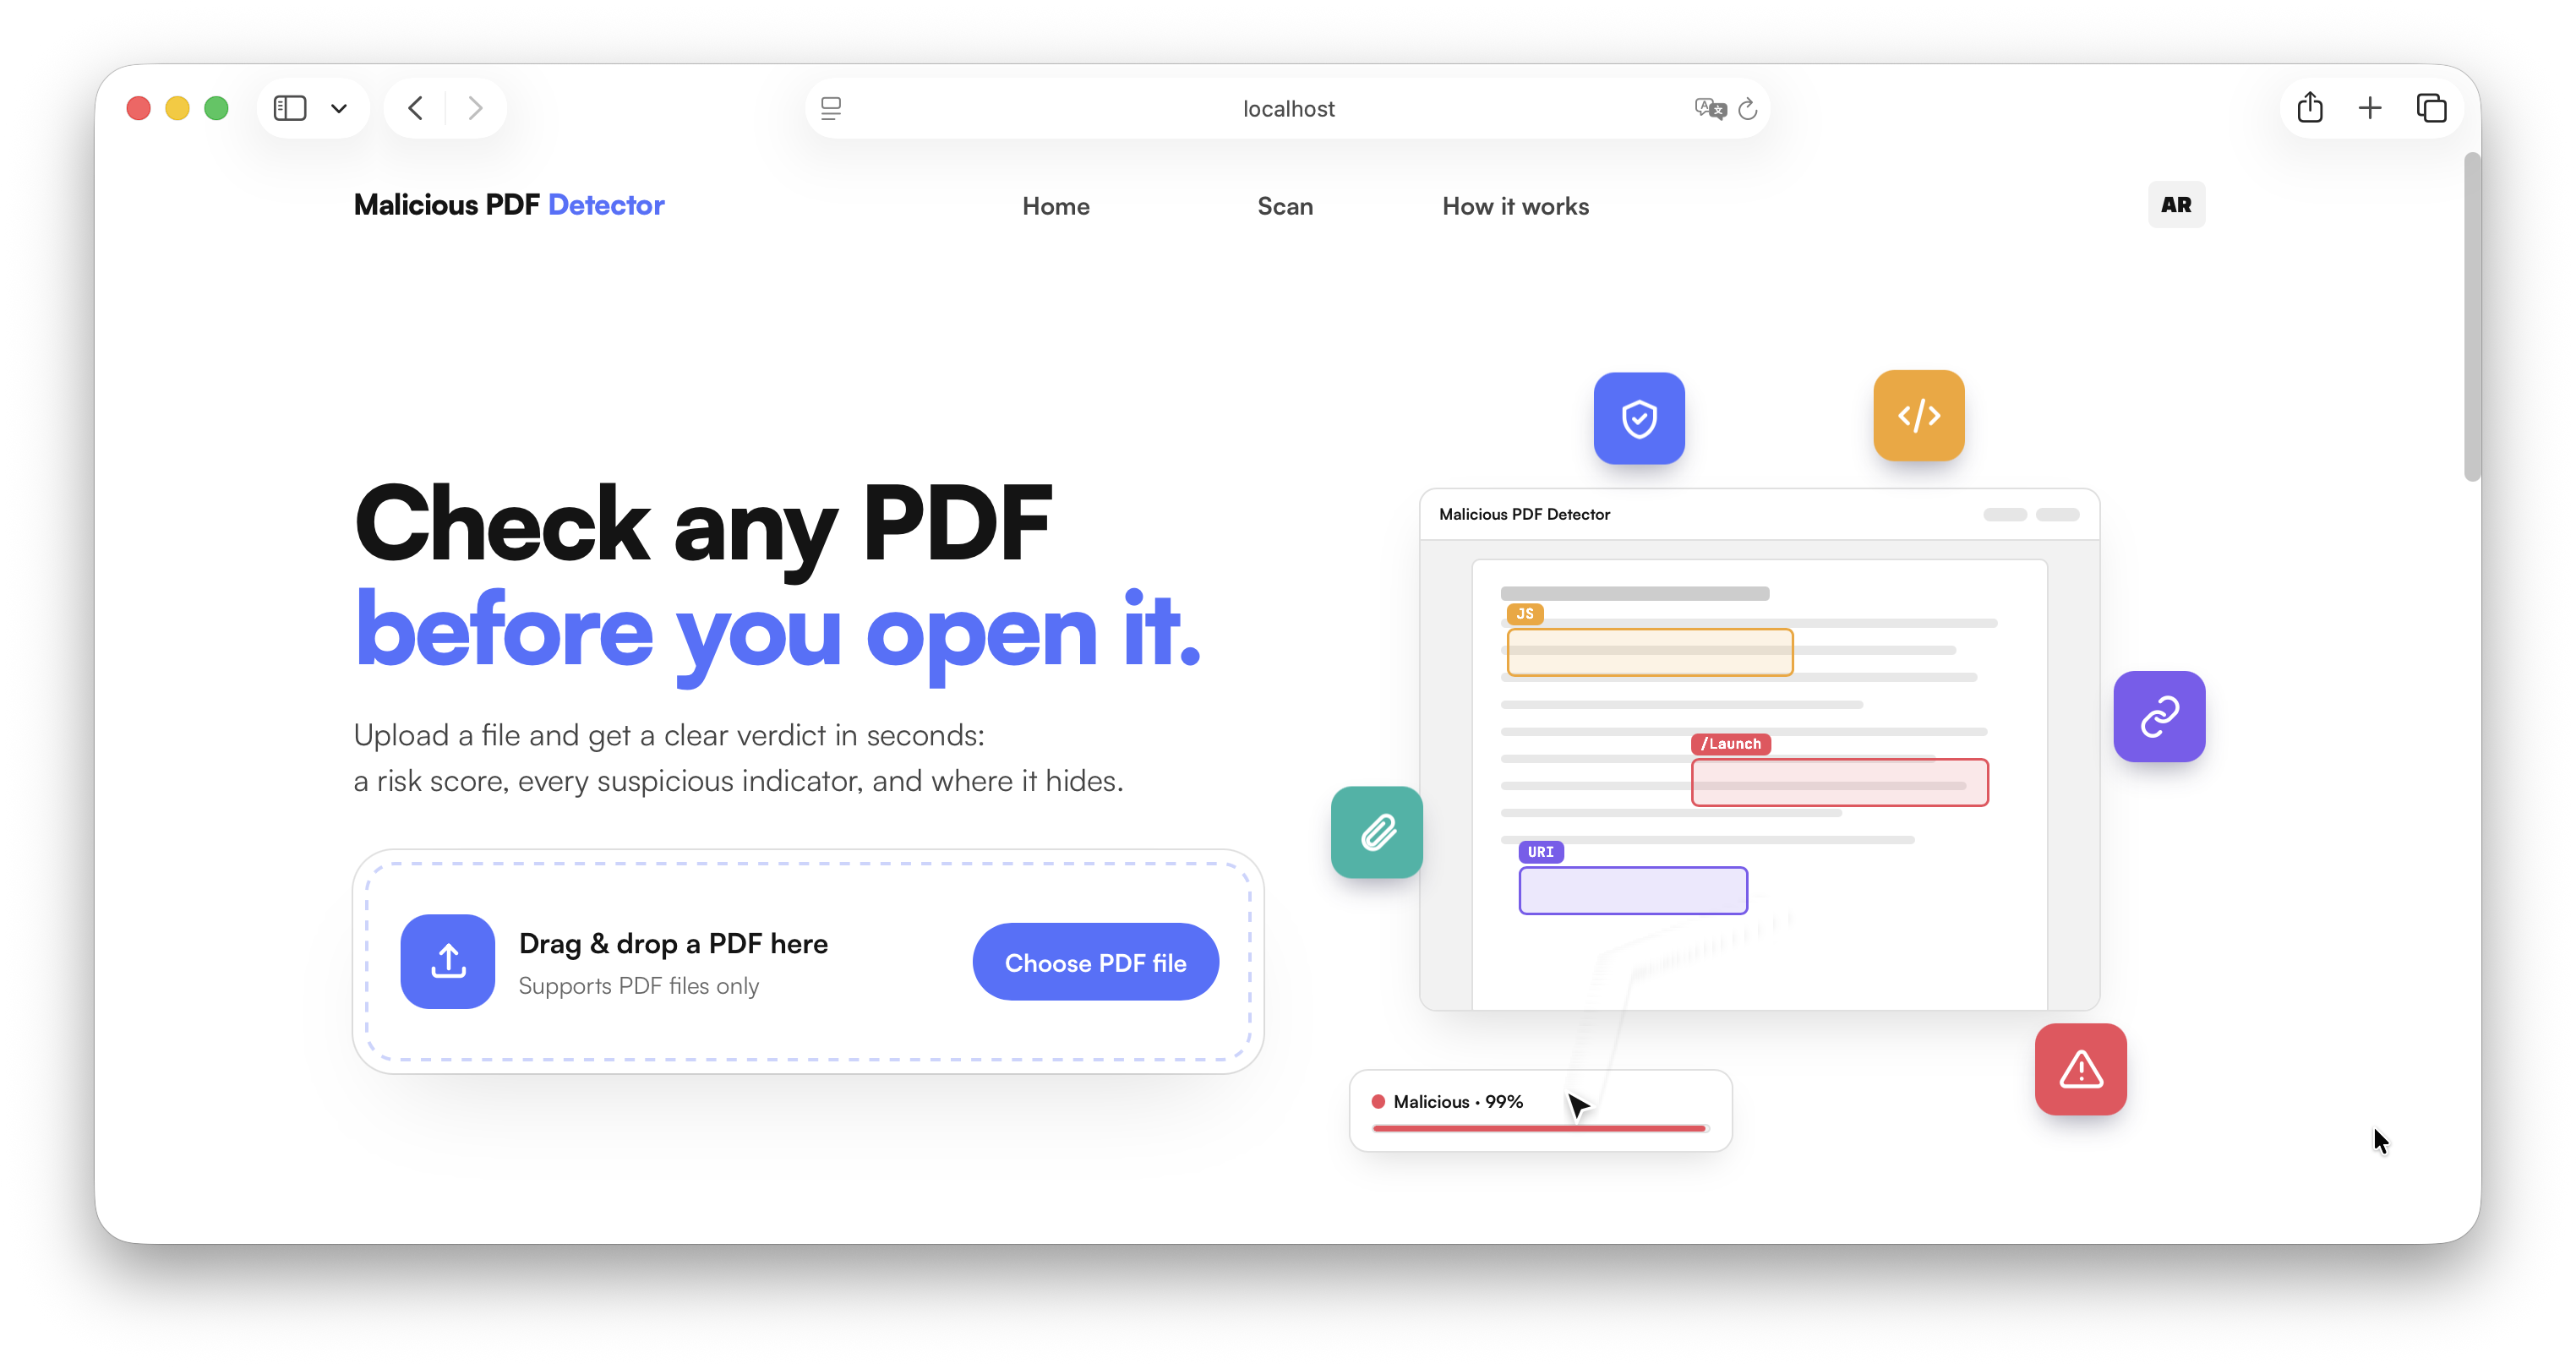 localhost
Malicious PDF Detector
Home
Scan
How it works
AR
Check any PDF
before you open it.
Upload a file and get a clear verdict in seconds:
a risk score, every suspicious indicator, and where it hides.
Drag & drop a PDF here
Supports PDF files only
Choose PDF file
Malicious PDF Detector
JS
/Launch
URI
Malicious · 99%